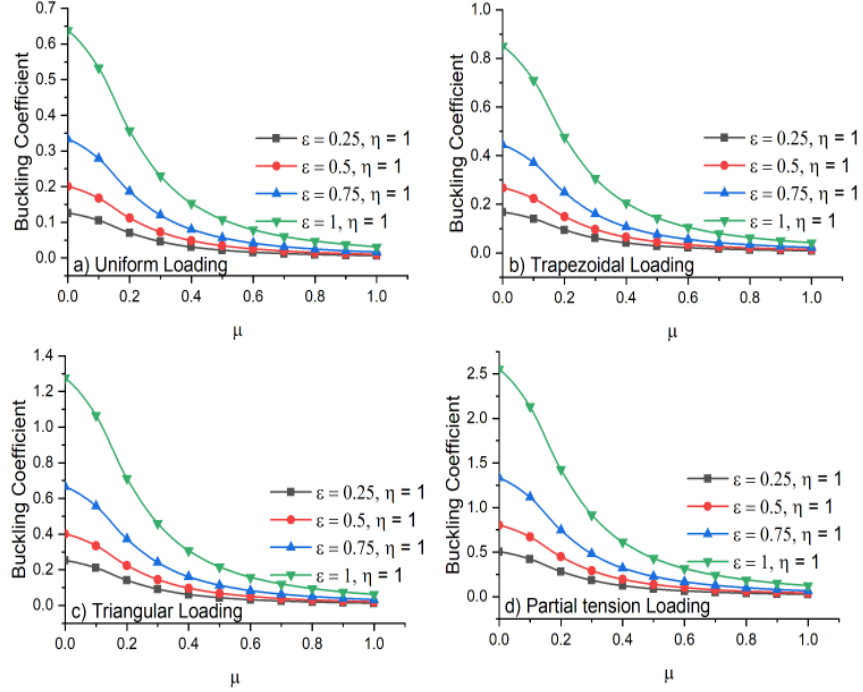 0.7
0.6
0.5
0.4
0.3
0.2
0.1
0.0
Buckling Coefficient
ε = 0.25, η = 1
ε = 0.5, η = 1
ε = 0.75, η = 1
ε = 1, η = 1
a) Uniform Loading
0.0 0.2 0.4 0.6 0.8 1.0
μ
1.0
0.8
0.6
0.4
0.2
0.0
Buckling Coefficient
ε = 0.25, η = 1
ε = 0.5, η = 1
ε = 0.75, η = 1
ε = 1, η = 1
b) Trapezoidal Loading
0.0 0.2 0.4 0.6 0.8 1.0
μ
1.4
1.2
1.0
0.8
0.6
0.4
0.2
0.0
Buckling Coefficient
ε = 0.25, η = 1
ε = 0.5, η = 1
ε = 0.75, η = 1
ε = 1, η = 1
c) Triangular Loading
0.0 0.2 0.4 0.6 0.8 1.0
μ
2.5
2.0
1.5
1.0
0.5
0.0
Buckling Coefficient
ε = 0.25, η = 1
ε = 0.5, η = 1
ε = 0.75, η = 1
ε = 1, η = 1
d) Partial tension Loading
0.0 0.2 0.4 0.6 0.8 1.0
μ